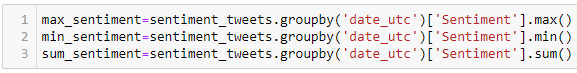 1 max_sentiment=sentiment_tweets.groupby('date_utc')['Sentiment'].max()
2 min_sentiment=sentiment_tweets.groupby('date_utc')['Sentiment'].min()
3 sum_sentiment=sentiment_tweets.groupby('date_utc')['Sentiment'].sum()